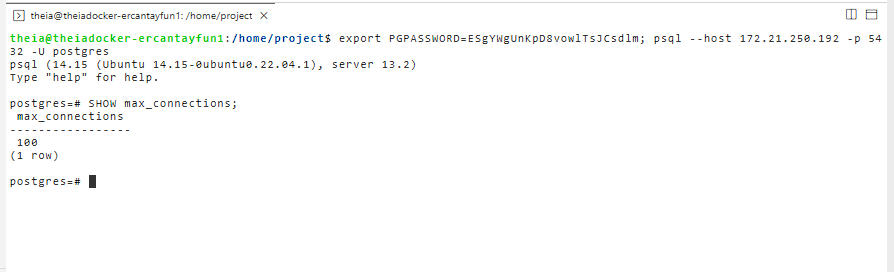 theia@theiadocker-ercantayfun1: /home/project
theia@theiadocker-ercantayfun1:/home/project$ export PGPASSWORD=ESgYWgUnKpD8vowlTsJCsdlm; psql --host 172.21.250.192 -p 54
32 -U postgres
psql (14.15 (Ubuntu 14.15-0ubuntu0.22.04.1), server 13.2)
Type "help" for help.
postgres=# SHOW max_connections;
max_connections
-----------------
100
(1 row)
postgres=#